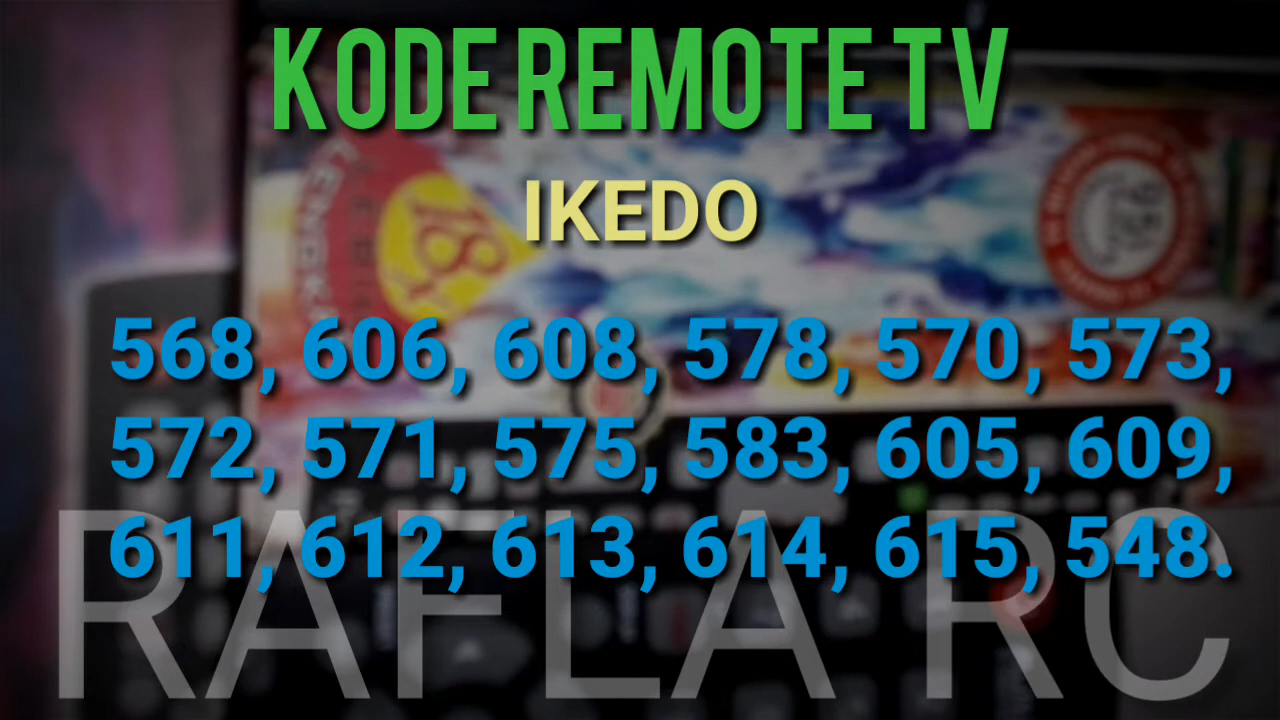 KODE REMOTE TV
IKEDO
568, 606, 608, 578, 570, 573,
572, 571, 575, 583, 605, 609,
611, 612, 613, 614, 615, 548.
RAFLA RC
18x